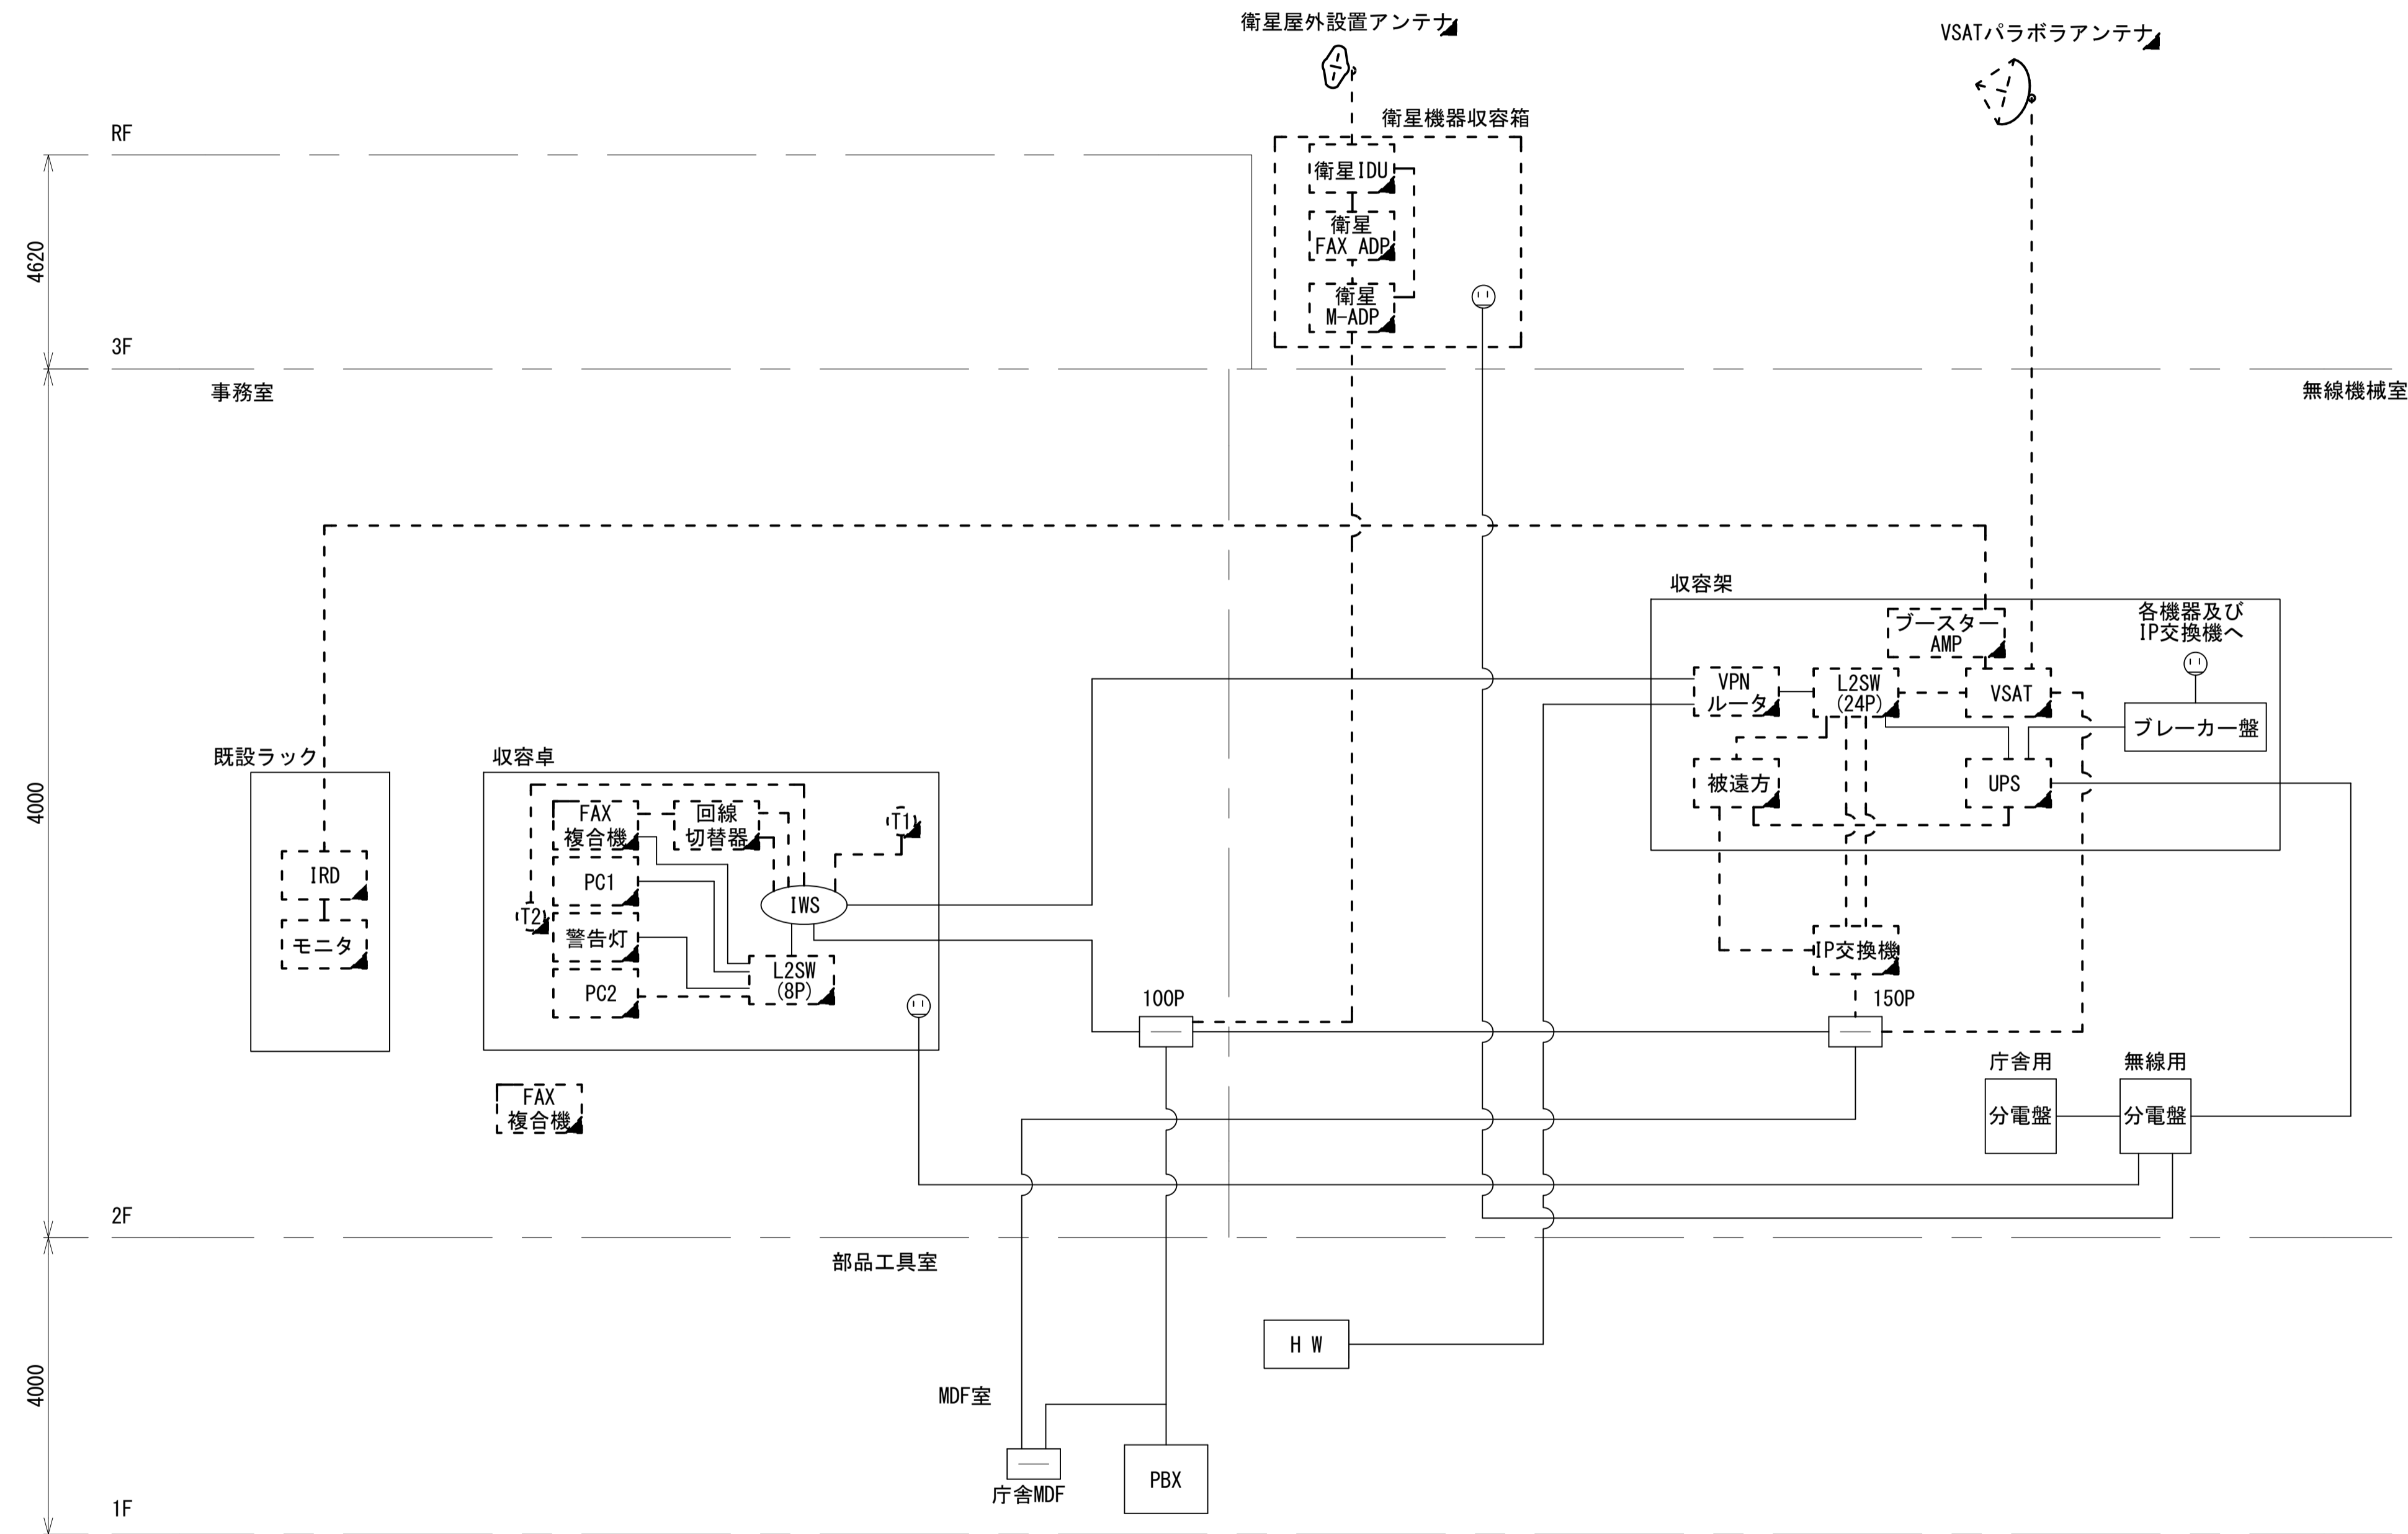 衛星屋外設置アンテナ
VSATパラボラアンテナ
RF
衛星機器収容箱
衛星IDU
衛星
FAX ADP
衛星
M-ADP
4620
3F
事務室
無線機械室
収容架
ブースター
AMP
各機器及び
IP交換機へ
VPN
ルータ
L2SW
(24P)
VSAT
ブレーカー盤
被遠方
UPS
IP交換機
既設ラック
IRD
モニタ
収容卓
FAX
複合機
回線
切替器
T1
PC1
T2
IWS
警告灯
PC2
L2SW
(8P)
4000
100P
150P
FAX
複合機
庁舎用
分電盤
無線用
分電盤
2F
部品工具室
H W
4000
MDF室
庁舎MDF
PBX
1F